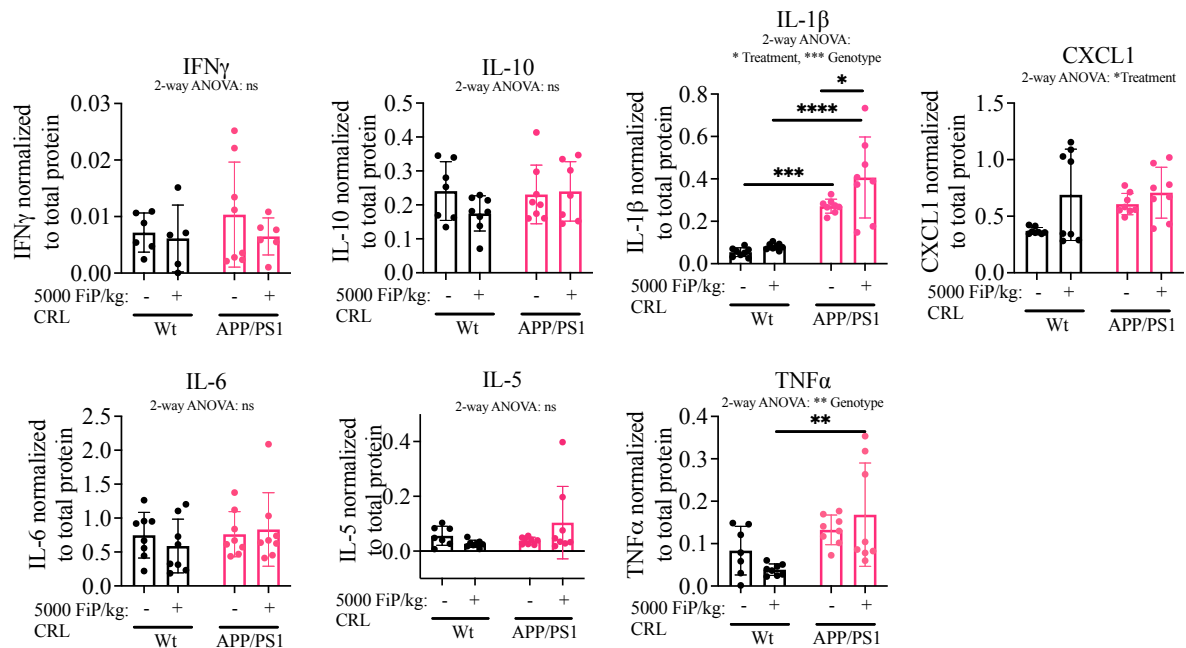 IFNγ
2-way ANOVA: ns
IFNγ normalized
to total protein
0.03
0.02
0.01
0.00
5000 FiP/kg: - + - +
CRL
Wt APP/PS1
IL-10
2-way ANOVA: ns
IL-10 normalized
to total protein
0.5
0.4
0.3
0.2
0.1
0.0
5000 FiP/kg: - + - +
CRL
Wt APP/PS1
IL-1β
2-way ANOVA:
* Treatment, *** Genotype
*
****
***
IL-1β normalized
to total protein
0.8
0.6
0.4
0.2
0.0
5000 FiP/kg: - + - +
CRL
Wt APP/PS1
CXCL1
2-way ANOVA: *Treatment
CXCL1 normalized
to total protein
1.5
1.0
0.5
0.0
5000 FiP/kg: - + - +
CRL
Wt APP/PS1
IL-6
2-way ANOVA: ns
IL-6 normalized
to total protein
2.5
2.0
1.5
1.0
0.5
0.0
5000 FiP/kg: - + - +
CRL
Wt APP/PS1
IL-5
2-way ANOVA: ns
IL-5 normalized
to total protein
0.4
0.2
0.0
5000 FiP/kg: - + - +
CRL
Wt APP/PS1
TNFα
2-way ANOVA: ** Genotype
**
TNFα normalized
to total protein
0.4
0.3
0.2
0.1
0.0
5000 FiP/kg: - + - +
CRL
Wt APP/PS1